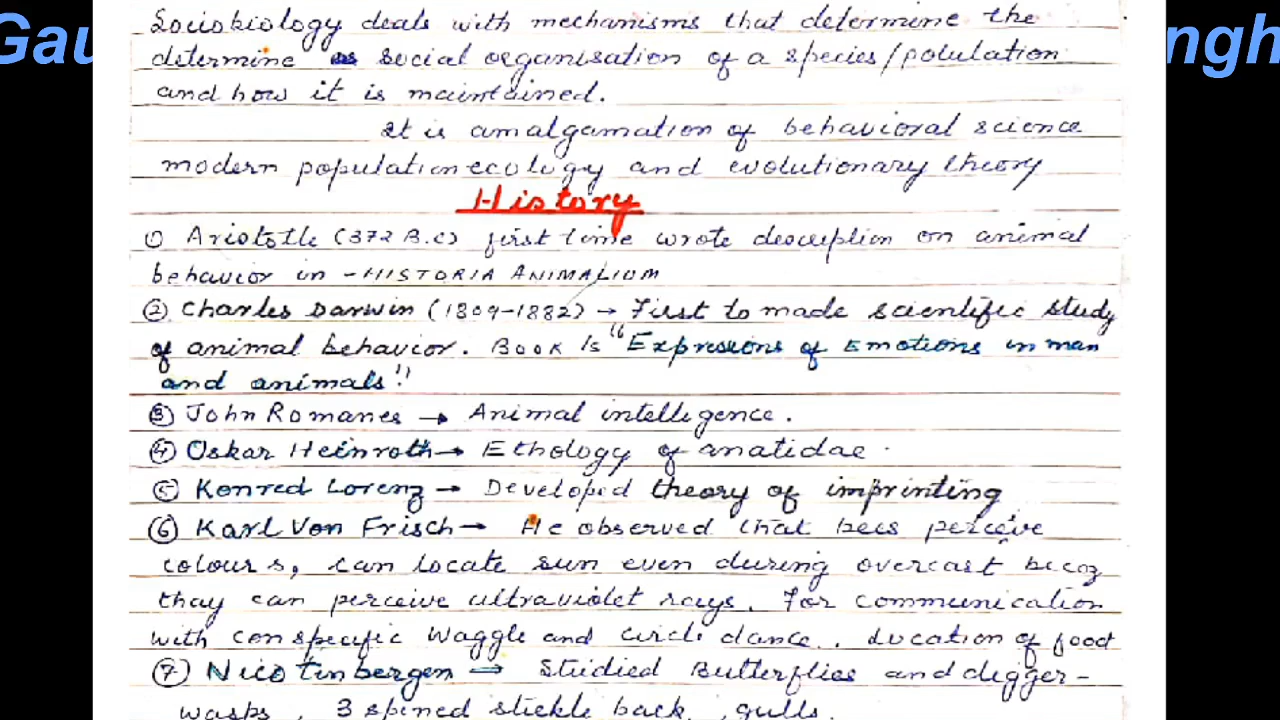 Sociobiology deals with mechanisms that determine the
Gau
ngh
determine social organisation of a species/polulation
and how it is maintained.
It is amalgamation of behavioral science
modern population ecology and evolutionary theory
History
① Aristotle (372 B.C) first time wrote description on animal
behavior in - HISTORIA ANIMALIUM
② Charles Darwin (1809-1882) → First to made scientific study
of animal behavior. Book is "Expressions of Emotions in man
and animals".
③ John Romanes → Animal intelligence.
④ Oskar Heinroth → Ethology of anatidae.
⑤ Konred Lorenz → Developed theory of imprinting
⑥ Karl Von Frisch → He observed that bees perceive
colours, can locate sun even during overcast becoz
thay can perceive ultraviolet rays. For communication
with conspecific waggle and circle dance. Location of food
⑦ Nico tinbergen → Studied Butterflies and digger-
wasps, 3 spined stickle back, gulls.